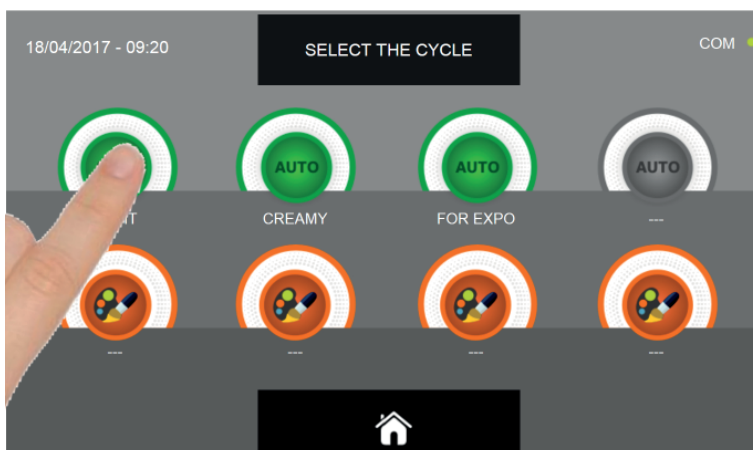 18/04/2017 - 09:20
SELECT THE CYCLE
COM
AUTO
AUTO
AUTO
CREAMY
FOR EXPO
---
---
---
---
---